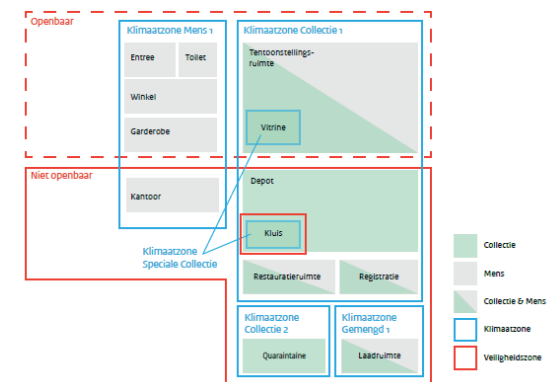 Openbaar
Klimaatzone Mens 1
Klimaatzone Collectie 1
Entree
Toilet
Tentoonstellings-
ruimte
Winkel
Garderobe
Vitrine
Niet openbaar
Kantoor
Depot
Kluis
Klimaatzone
Speciale Collectie
Restauratieruimte
Registratie
Klimaatzone
Collectie 2
Klimaatzone
Gemengd 1
Quaraintaine
Laadruimte
Collectie
Mens
Collectie & Mens
Klimaatzone
Veiligheidszone